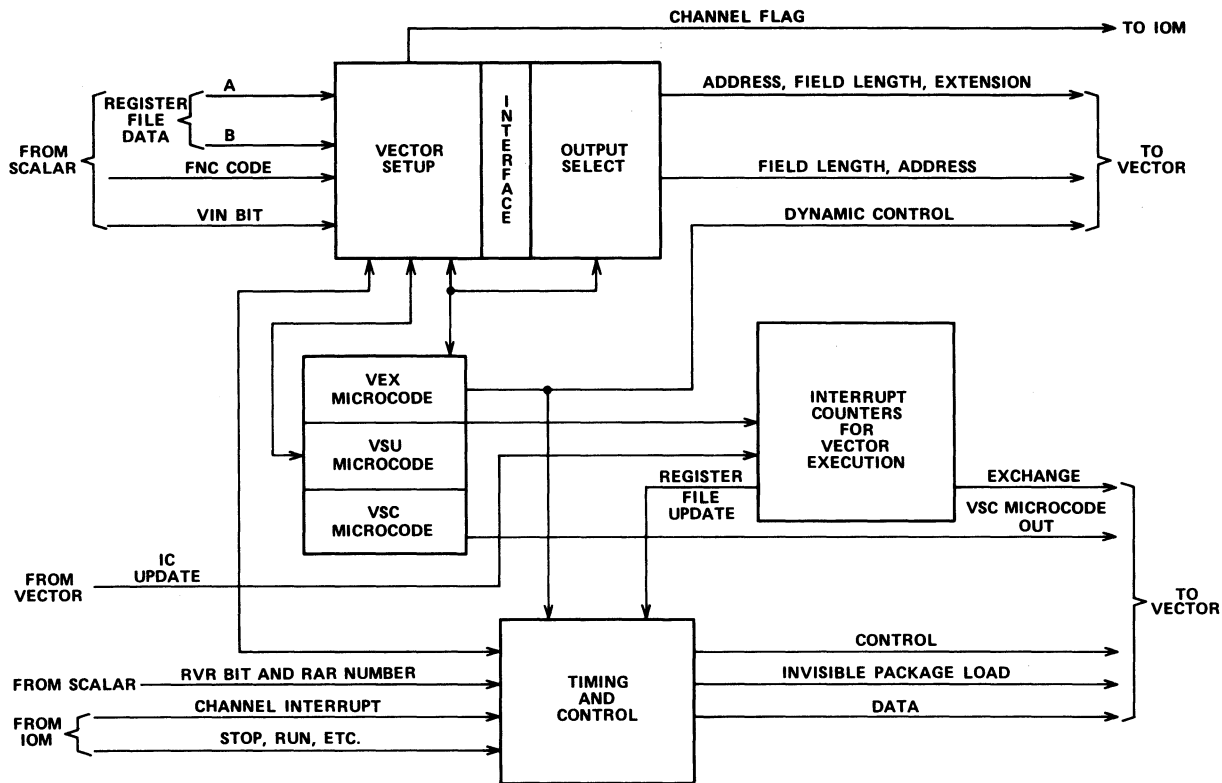 CHANNEL FLAG
TO IOM
A
REGISTER
FILE
DATA
B
FROM
SCALAR
FNC CODE
VIN BIT
VECTOR
SETUP
INTERFACE
OUTPUT
SELECT
ADDRESS, FIELD LENGTH, EXTENSION
FIELD LENGTH, ADDRESS
DYNAMIC CONTROL
TO
VECTOR
VEX
MICROCODE
VSU
MICROCODE
VSC
MICROCODE
INTERRUPT
COUNTERS
FOR
VECTOR
EXECUTION
REGISTER
FILE
UPDATE
EXCHANGE
VSC MICROCODE
OUT
IC
UPDATE
FROM
VECTOR
TO
VECTOR
FROM SCALAR
RVR BIT AND RAR NUMBER
FROM
IOM
CHANNEL INTERRUPT
STOP, RUN, ETC.
TIMING
AND
CONTROL
CONTROL
INVISIBLE PACKAGE LOAD
DATA